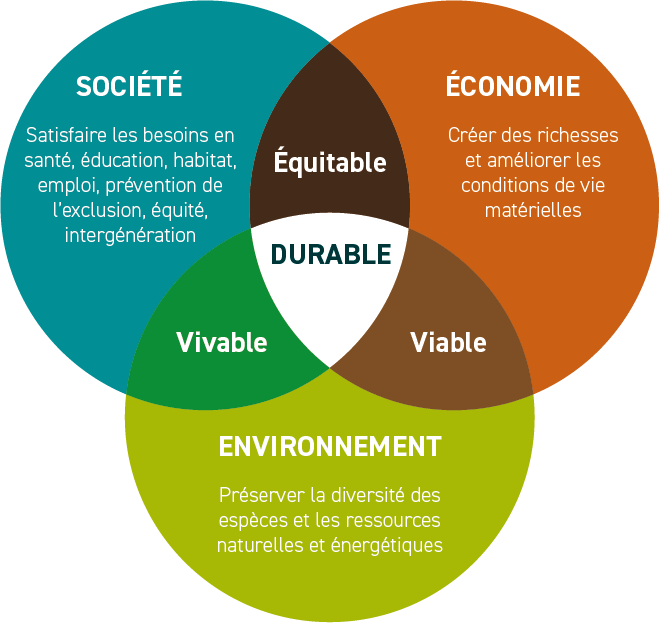 SOCIÉTÉ
Satisfaire les besoins en
santé, éducation, habitat,
emploi, prévention de
l’exclusion, équité,
intergénération
ÉCONOMIE
Créer des richesses
et améliorer les
conditions de vie
matérielles
Équitable
DURABLE
Vivable
Viable
ENVIRONNEMENT
Préserver la diversité des
espèces et les ressources
naturelles et énergétiques